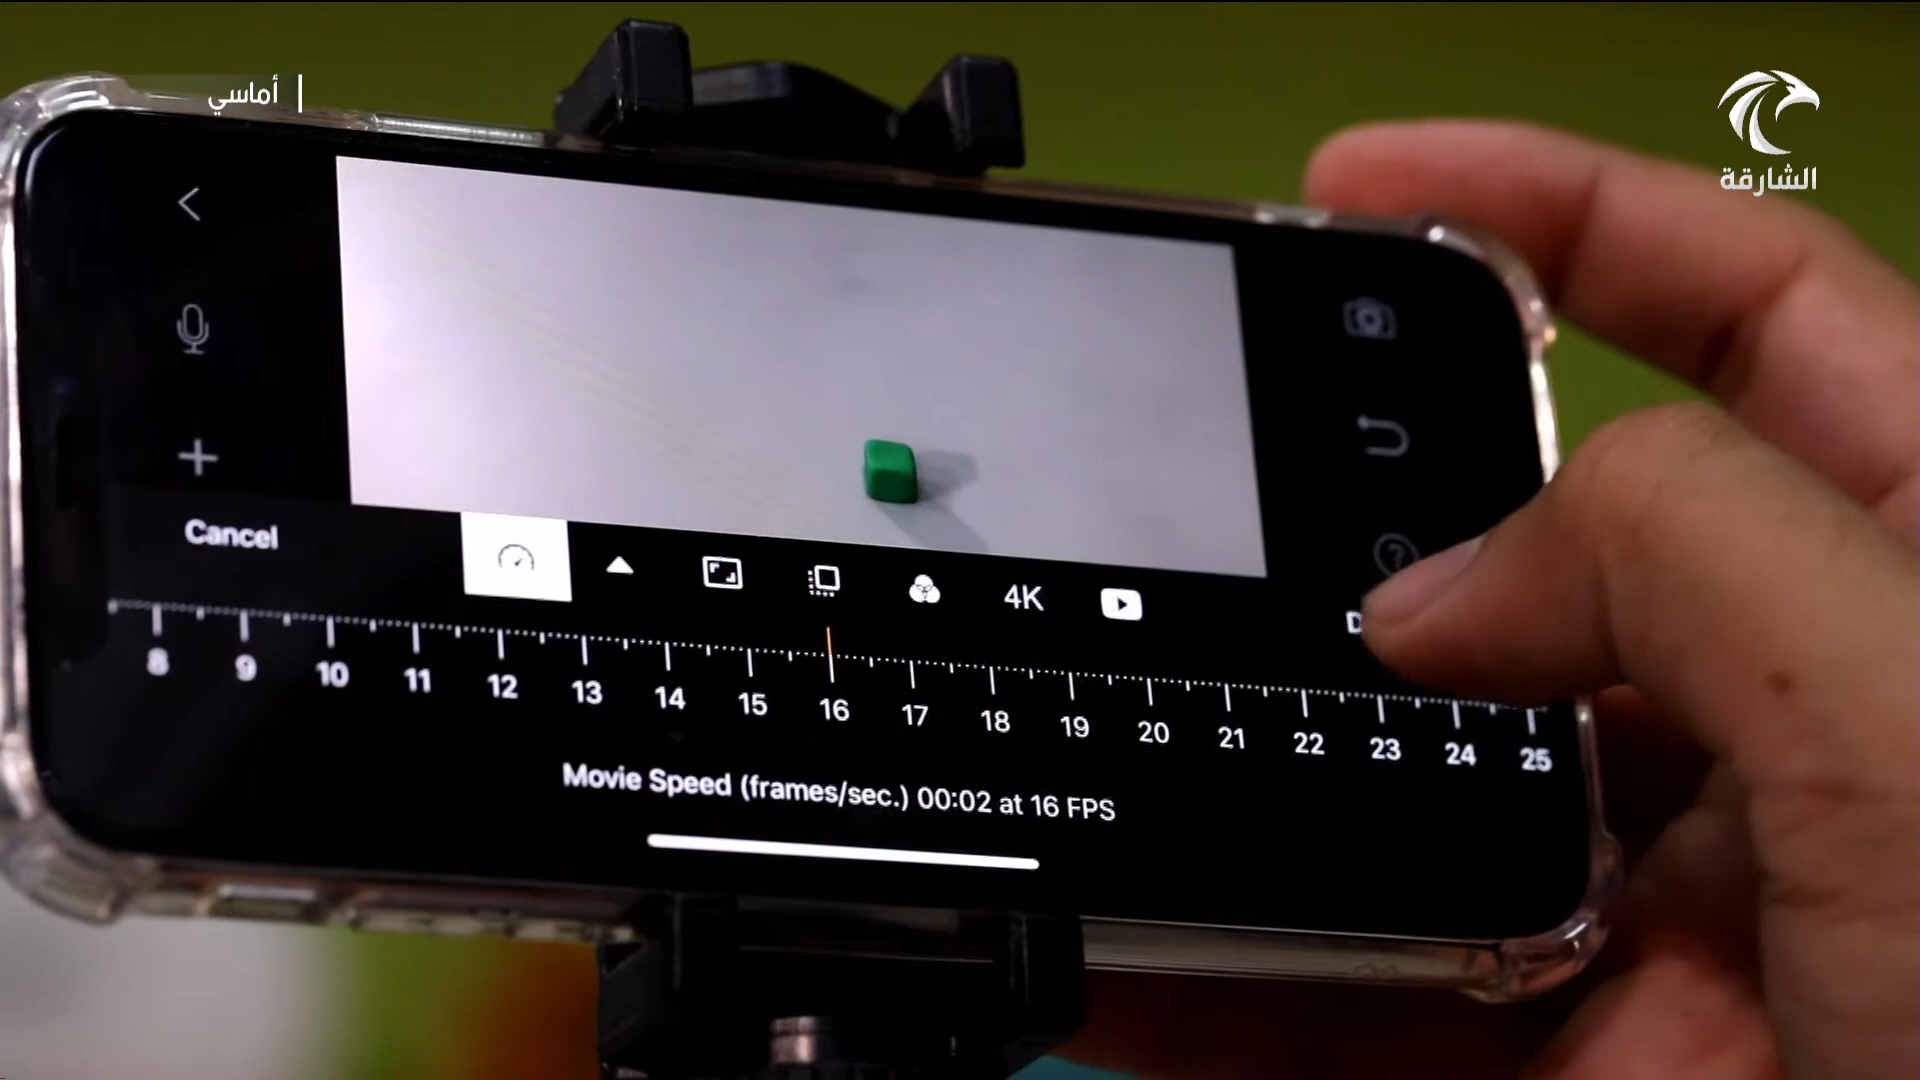 أماسي
الشارقة
Cancel
4K
D
8 9 10 11 12 13 14 15 16 17 18 19 20 21 22 23 24 25
Movie Speed (frames/sec.) 00:02 at 16 FPS